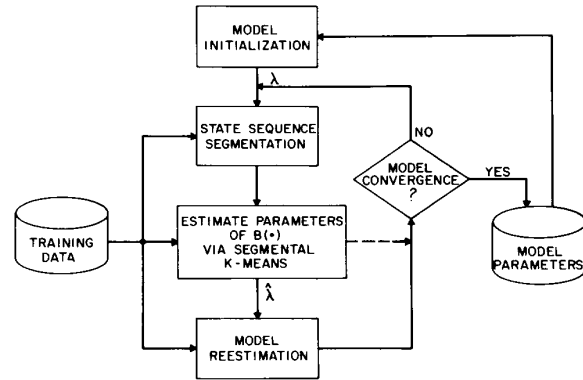 MODEL
INITIALIZATION
λ
STATE SEQUENCE
SEGMENTATION
NO
MODEL
CONVERGENCE
?
YES
ESTIMATE PARAMETERS
OF B(•)
VIA SEGMENTAL
K-MEANS
TRAINING
DATA
MODEL
PARAMETERS
λ̂
MODEL
REESTIMATION